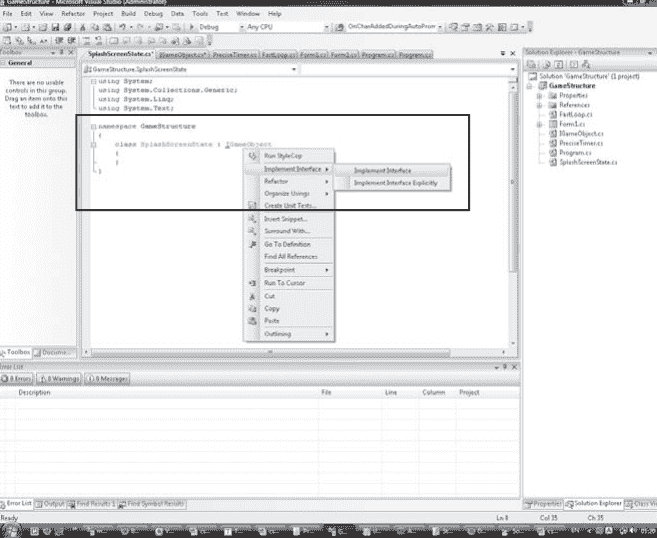 GameStructure - Microsoft Visual Studio (Administrator)
File Edit View Refactor Project Build Debug Data Tools Test Window Help
Debug Any CPU OnCharAddedDuringAutoProm
Toolbox
General
There are no usable
controls in this group.
Drag an item onto this
text to add it to the
toolbox.
Toolbox Docume...
SplashScreenState.cs* IGameObject.cs* PreciseTimer.cs FastLoop.cs Form1.cs Form1.cs Program.cs Program.cs
GameStructure.SplashScreenState
using System;
using System.Collections.Generic;
using System.Linq;
using System.Text;
namespace GameStructure
{
class SplashScreenState : IGameObject
{
}
}
Run StyleCop
Implement Interface
Refactor
Organize Usings
Create Unit Tests...
Insert Snippet...
Surround With...
Go To Definition
Find All References
Breakpoint
Run To Cursor
Cut
Copy
Paste
Outlining
Implement Interface
Implement Interface Explicitly
Solution Explorer - GameStructure
Solution 'GameStructure' (1 project)
GameStructure
Properties
References
FastLoop.cs
Form1.cs
IGameObject.cs
PreciseTimer.cs
Program.cs
SplashScreenState.cs
Error List
0 Errors 0 Warnings 0 Messages
Description File Line Column Project
Error List Output Find Results 1 Find Symbol Results
Properties Solution Explorer Class View
Ready Ln 8 Col 35 Ch 35